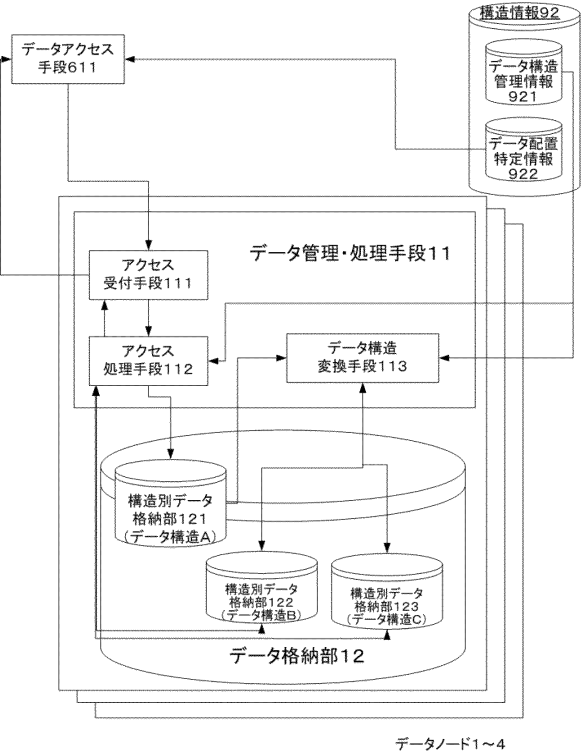 構造情報92
データアクセス
手段611
データ構造
管理情報
921
データ配置
特定情報
922
データ管理・処理手段11
アクセス
受付手段111
アクセス
処理手段112
データ構造
変換手段113
構造別データ
格納部121
(データ構造A)
構造別データ
格納部122
(データ構造B)
構造別データ
格納部123
(データ構造C)
データ格納部12
データノード1~4